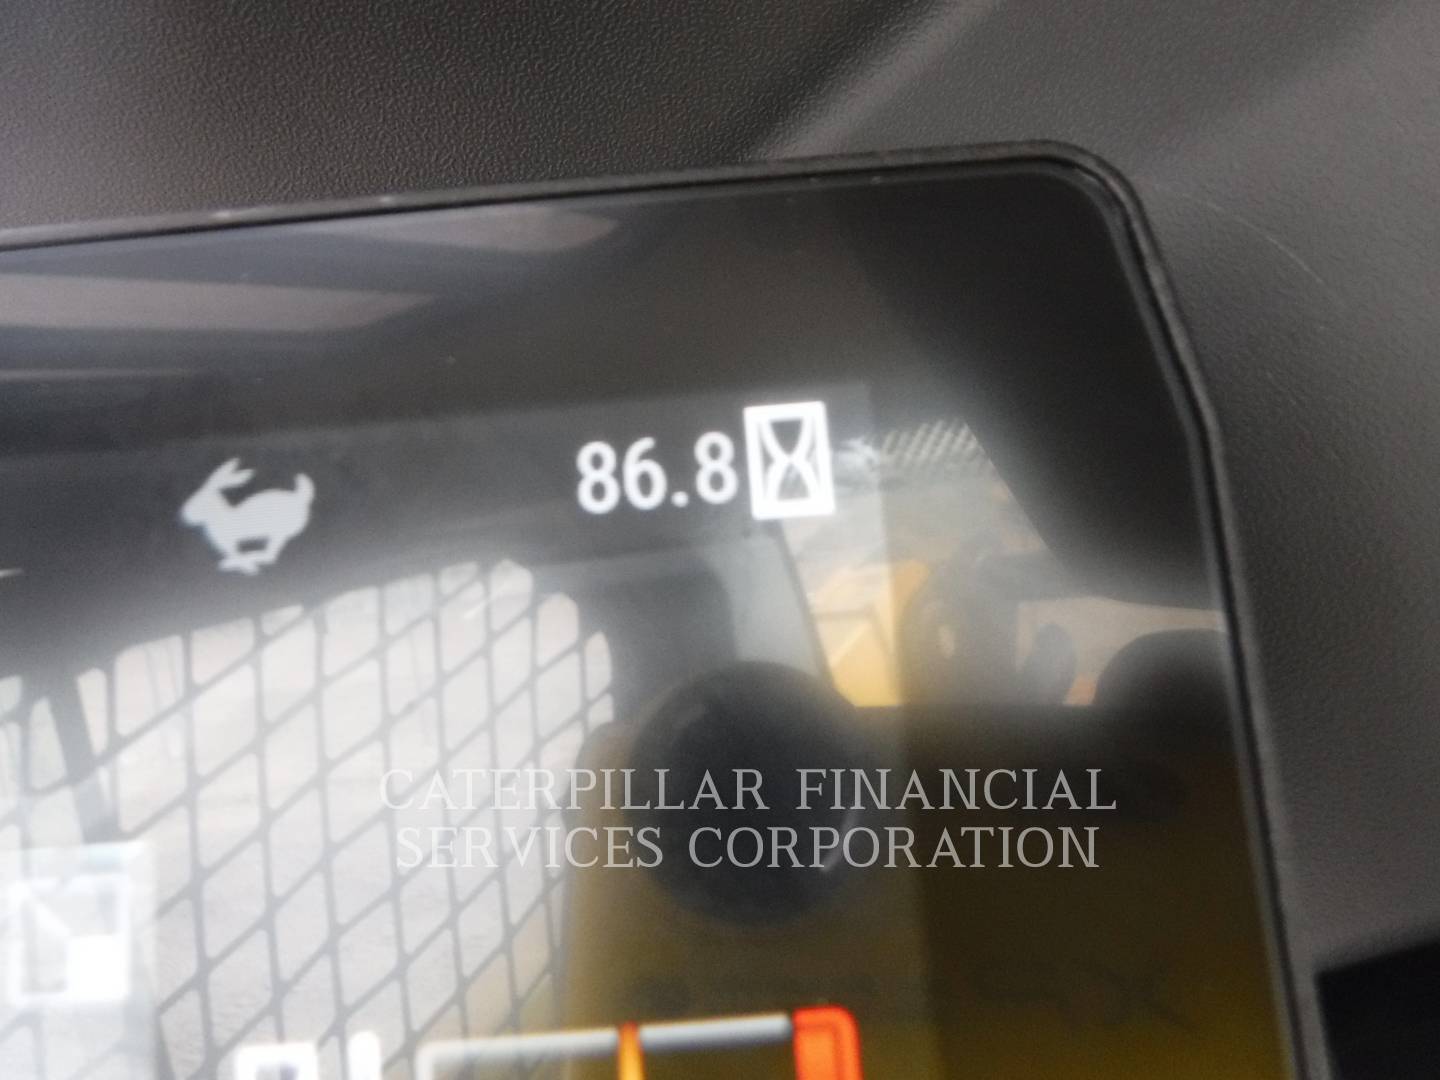 86.8
CATERPILLAR FINANCIAL
SERVICES CORPORATION